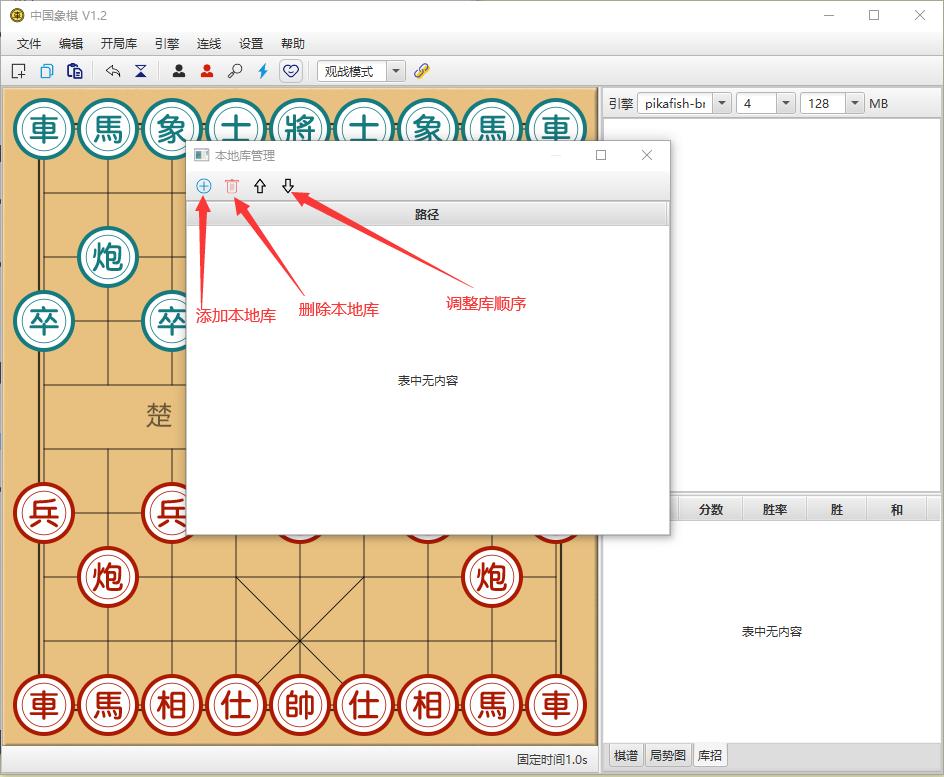 中国象棋 V1.2
文件 编辑 开局库 引擎 连线 设置 帮助
观战模式
引擎 pikafish-br 4 128 MB
車 馬 象 士 將 士 象 馬 車
本地库管理
路径
炮
添加本地库 删除本地库 调整库顺序
卒 卒
表中无内容
楚
兵 兵
分数 胜率 胜 和
炮 炮
表中无内容
車 馬 相 仕 帥 仕 相 馬 車
固定时间1.0s
棋谱 局势图 库招